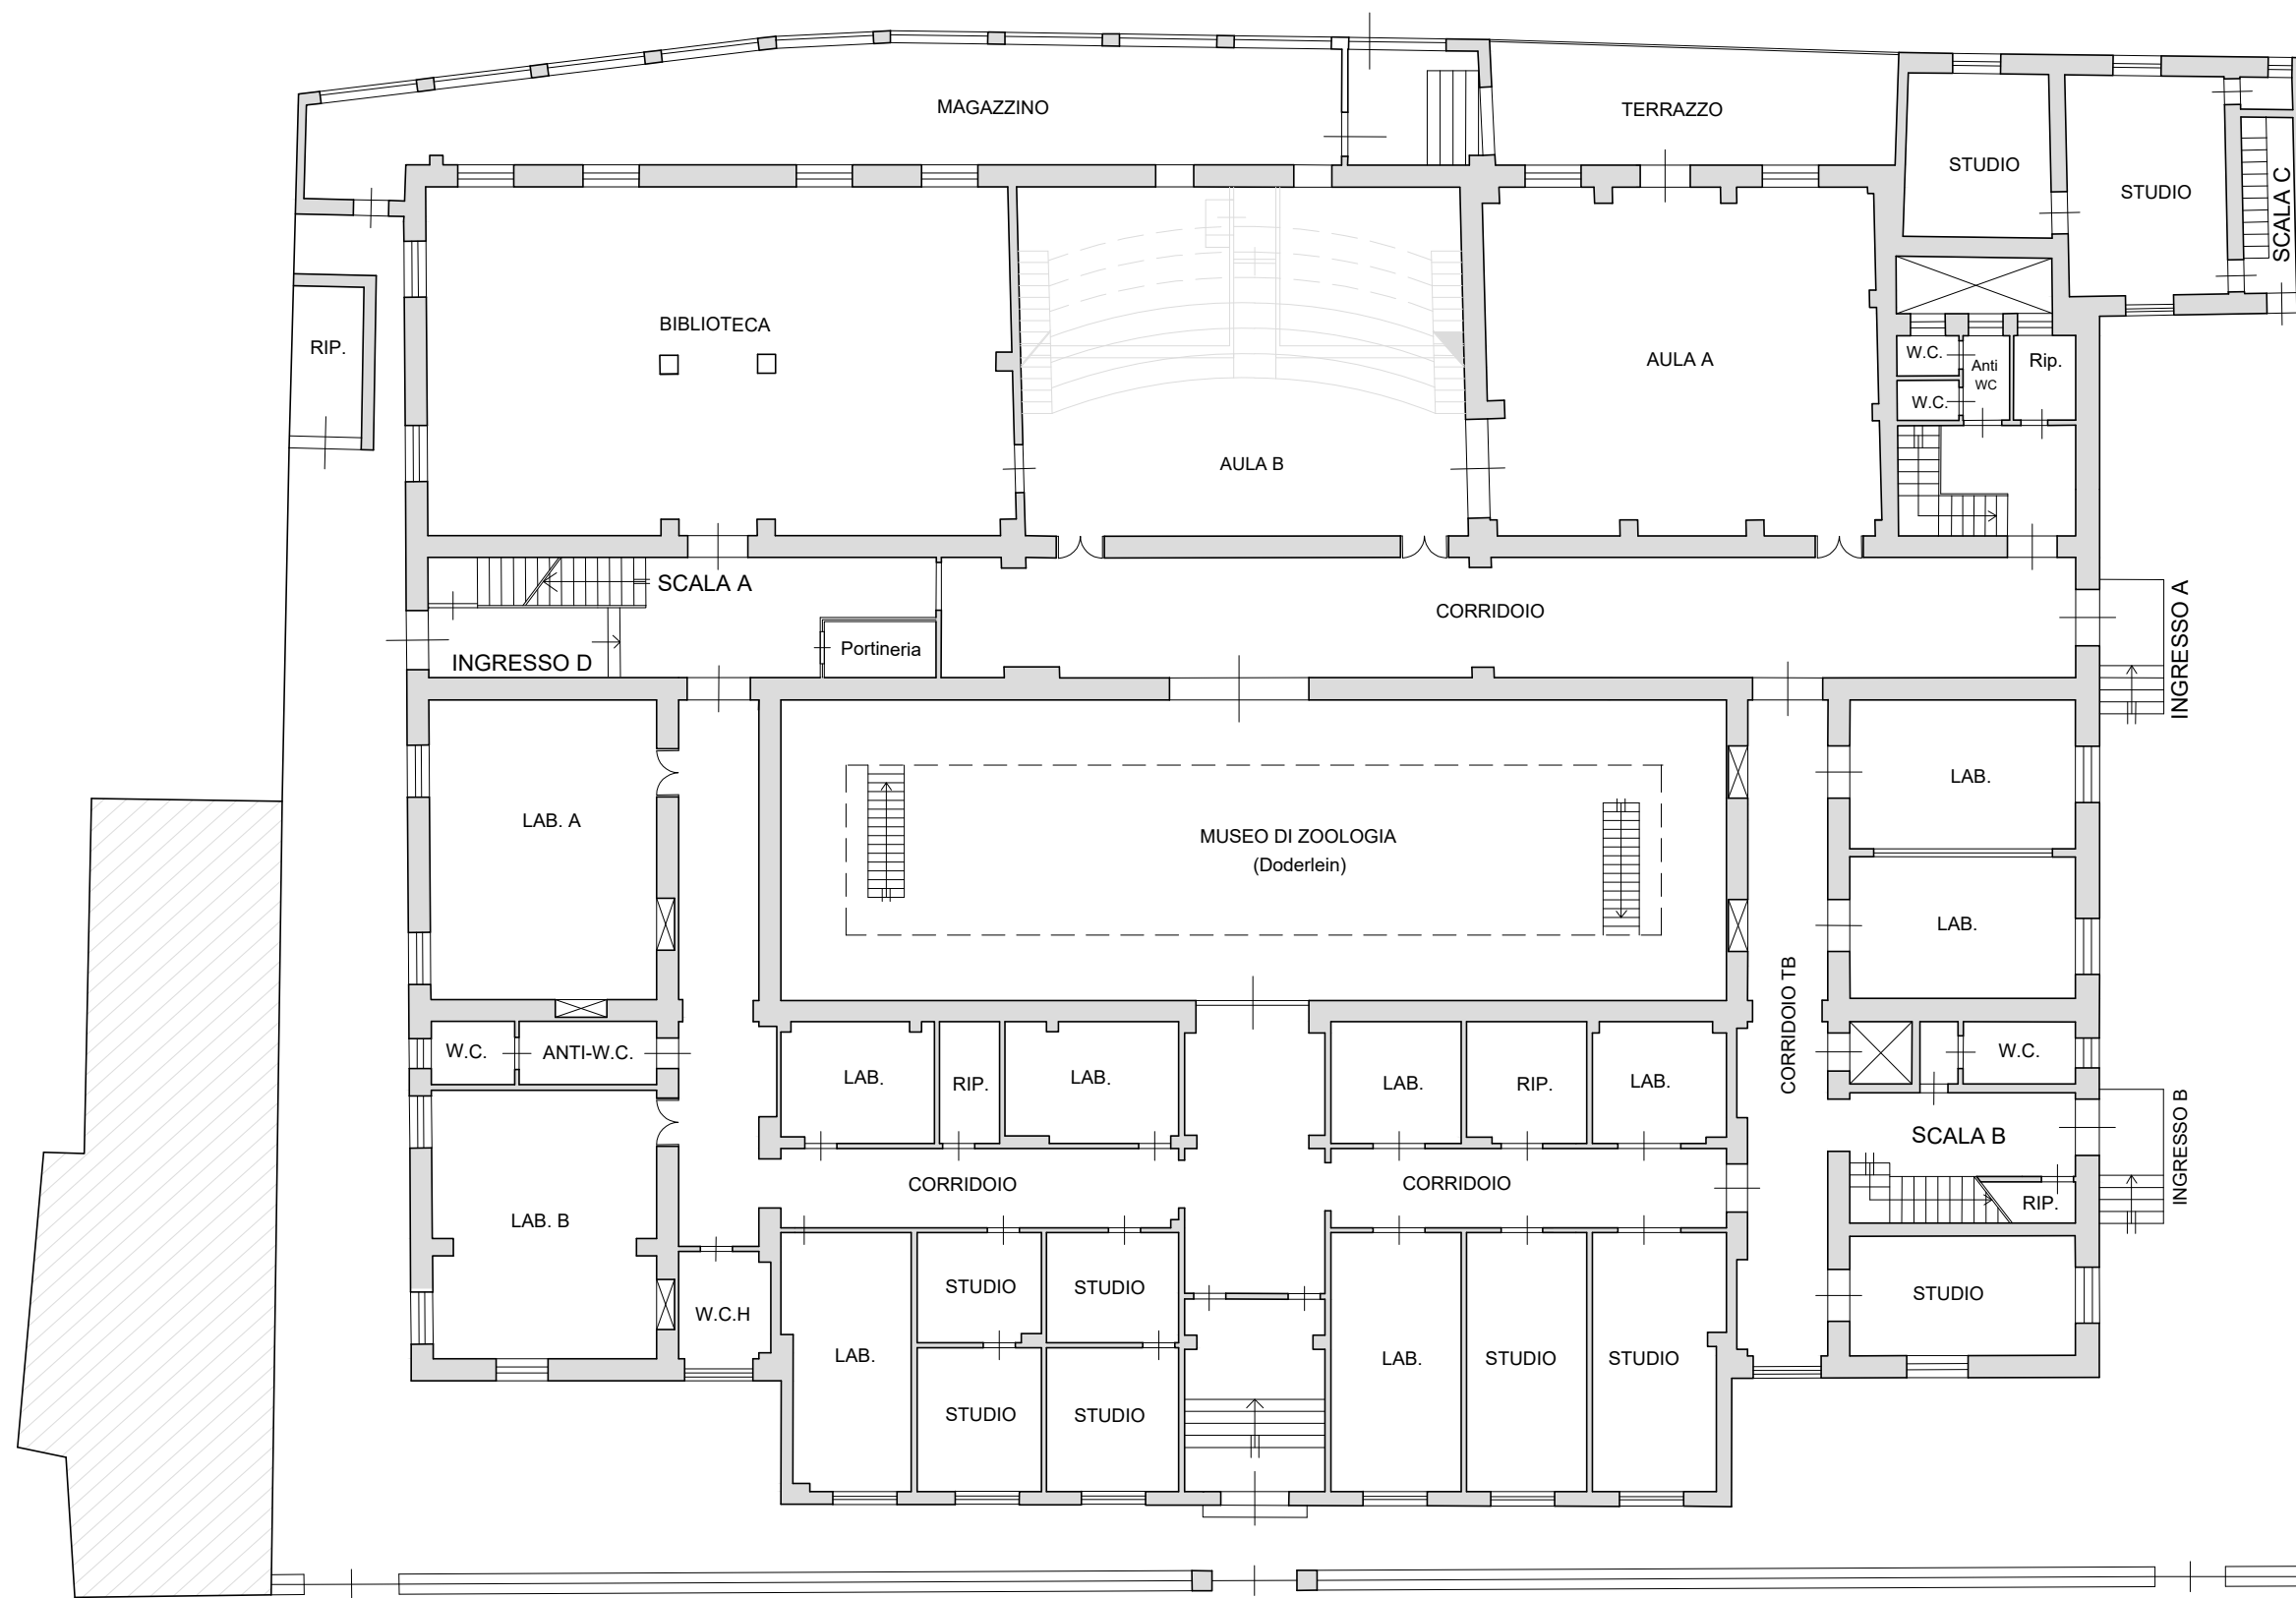 MAGAZZINO
TERRAZZO
STUDIO
STUDIO
SCALA C
RIP.
BIBLIOTECA
AULA B
AULA A
W.C.
Anti
WC
Rip.
W.C.
SCALA A
INGRESSO D
Portineria
CORRIDOIO
INGRESSO A
LAB. A
MUSEO DI ZOOLOGIA
(Doderlein)
LAB.
LAB.
CORRIDOIO TB
W.C.
ANTI-W.C.
LAB.
RIP.
LAB.
LAB.
RIP.
LAB.
W.C.
SCALA B
INGRESSO B
RIP.
CORRIDOIO
CORRIDOIO
LAB. B
W.C.H
LAB.
STUDIO
STUDIO
STUDIO
STUDIO
LAB.
STUDIO
STUDIO
STUDIO